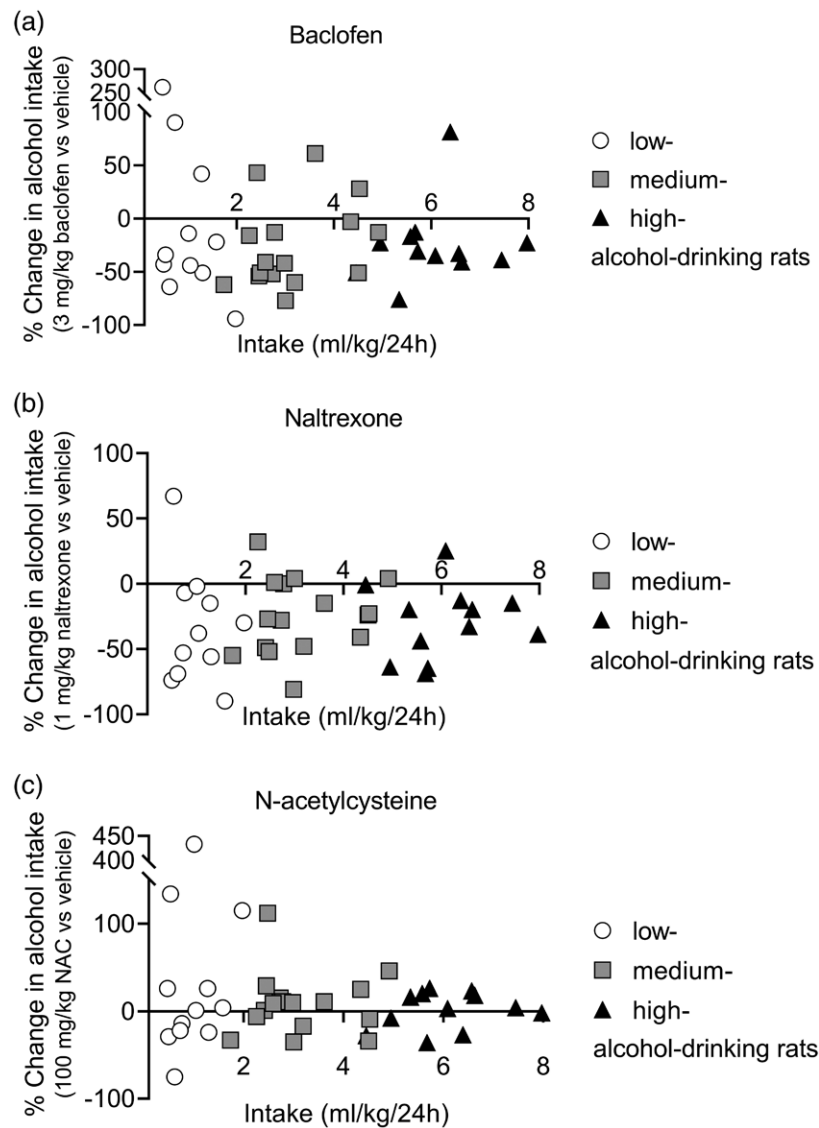 (a)
Baclofen
% Change in alcohol intake
(3 mg/kg baclofen vs vehicle)
300
250
100
50
0
-50
-100
2 4 6 8
Intake (ml/kg/24h)
low-
medium-
high-
alcohol-drinking rats
(b)
Naltrexone
% Change in alcohol intake
(1 mg/kg naltrexone vs vehicle)
100
50
0
-50
-100
2 4 6 8
Intake (ml/kg/24h)
low-
medium-
high-
alcohol-drinking rats
(c)
N-acetylcysteine
% Change in alcohol intake
(100 mg/kg NAC vs vehicle)
450
400
100
0
-100
2 4 6 8
Intake (ml/kg/24h)
low-
medium-
high-
alcohol-drinking rats